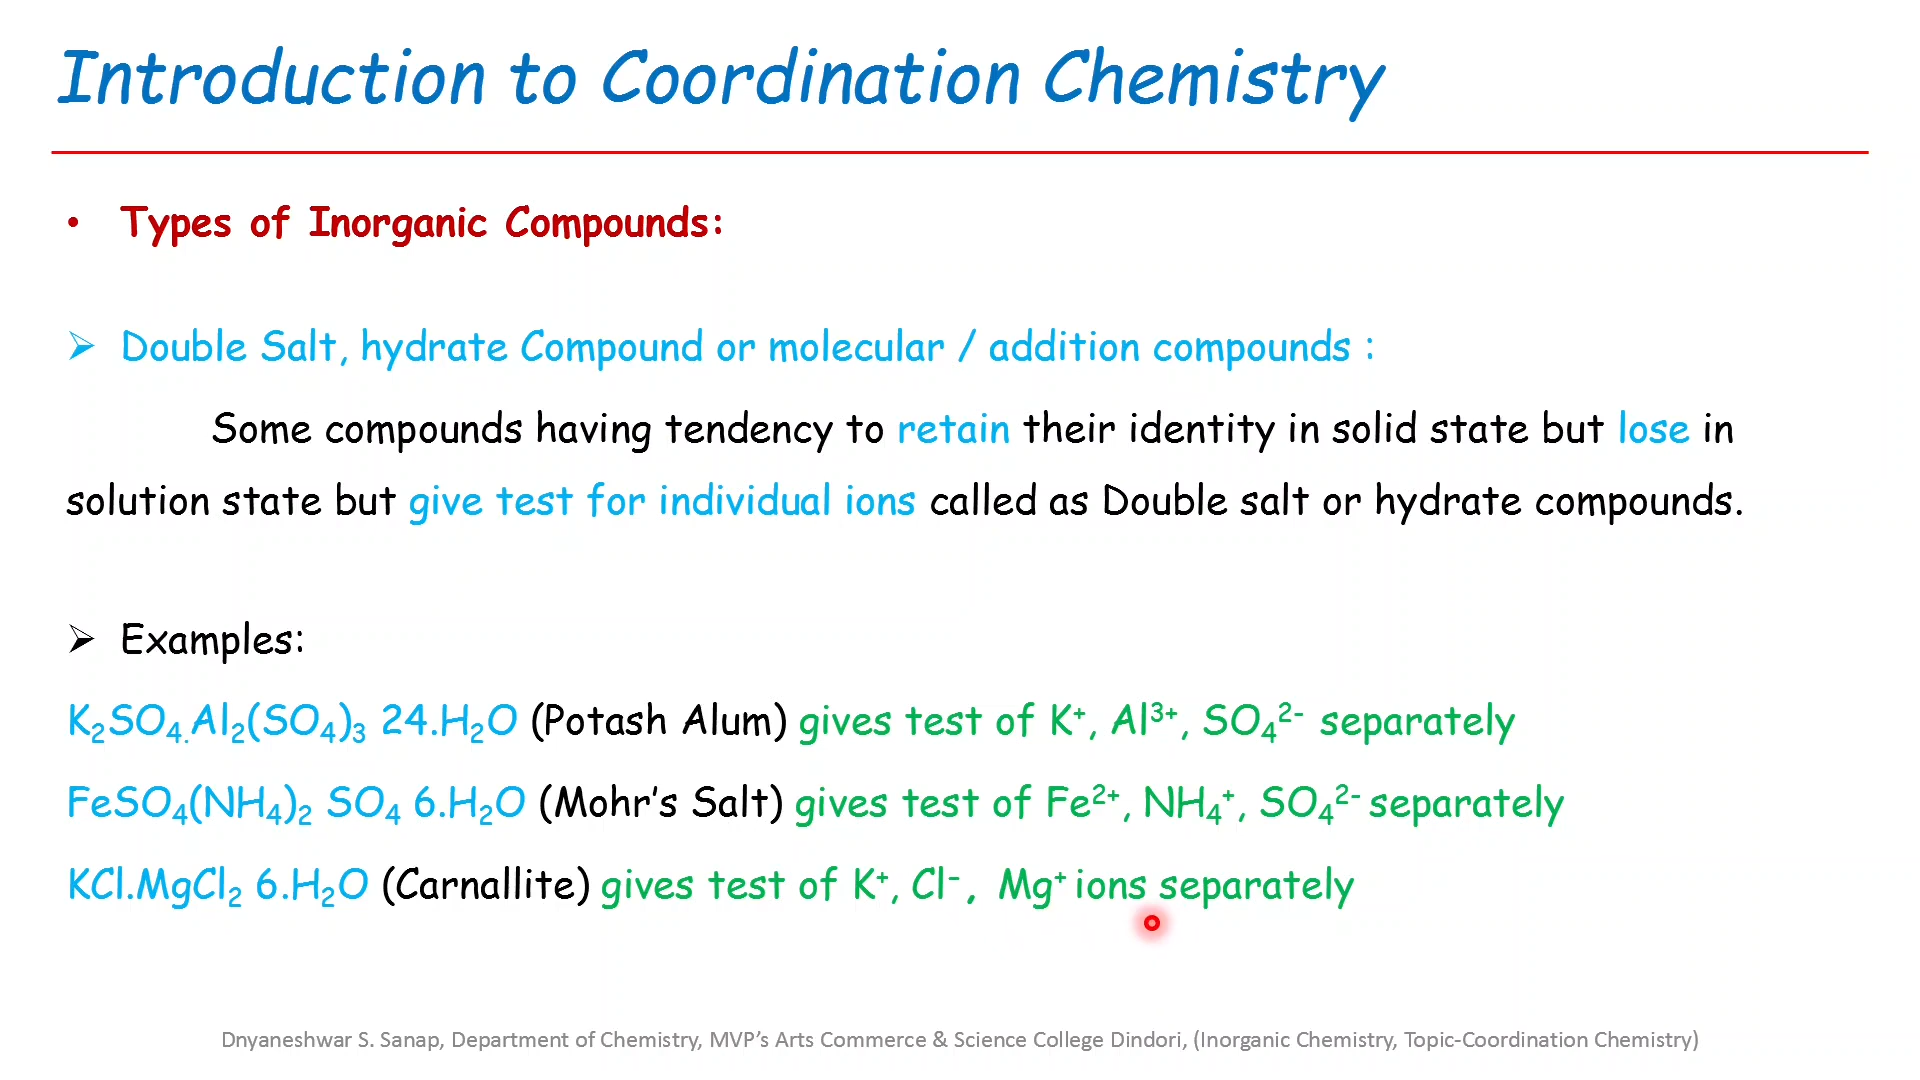 Introduction to Coordination Chemistry
• Types of Inorganic Compounds:
➢ Double Salt, hydrate Compound or molecular / addition compounds :
Some compounds having tendency to retain their identity in solid state but lose in
solution state but give test for individual ions called as Double salt or hydrate compounds.
➢ Examples:
K₂SO₄.Al₂(SO₄)₃ 24.H₂O (Potash Alum) gives test of K⁺, Al³⁺, SO₄²⁻ separately
FeSO₄(NH₄)₂ SO₄ 6.H₂O (Mohr’s Salt) gives test of Fe²⁺, NH₄⁺, SO₄²⁻ separately
KCl.MgCl₂ 6.H₂O (Carnallite) gives test of K⁺, Cl⁻, Mg⁺ ions separately
Dnyaneshwar S. Sanap, Department of Chemistry, MVP’s Arts Commerce & Science College Dindori, (Inorganic Chemistry, Topic-Coordination Chemistry)